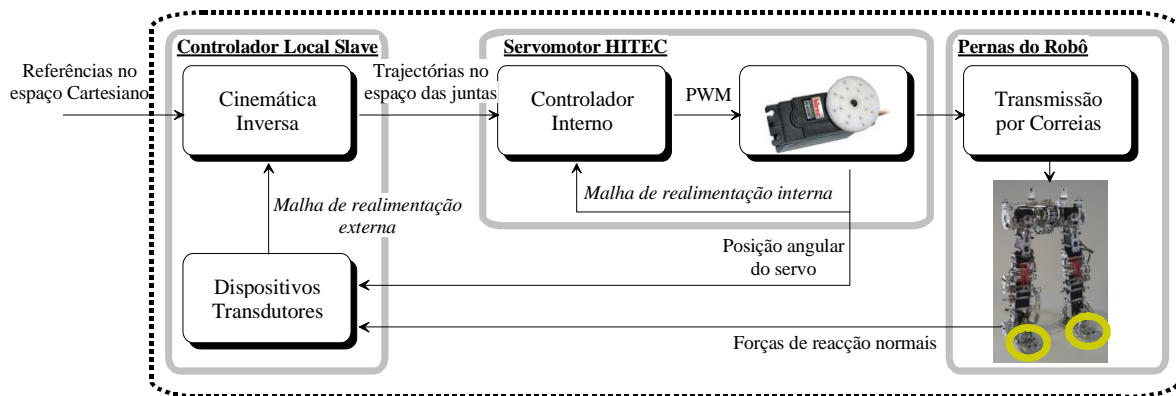 Controlador Local Slave
Servomotor HITEC
Pernas do Robô
Referências no
espaço Cartesiano
Cinemática
Inversa
Trajectórias no
espaço das juntas
Controlador
Interno
PWM
Transmissão
por Correias
Malha de realimentação
externa
Malha de realimentação interna
Posição angular
do servo
Dispositivos
Transdutores
Forças de reacção normais